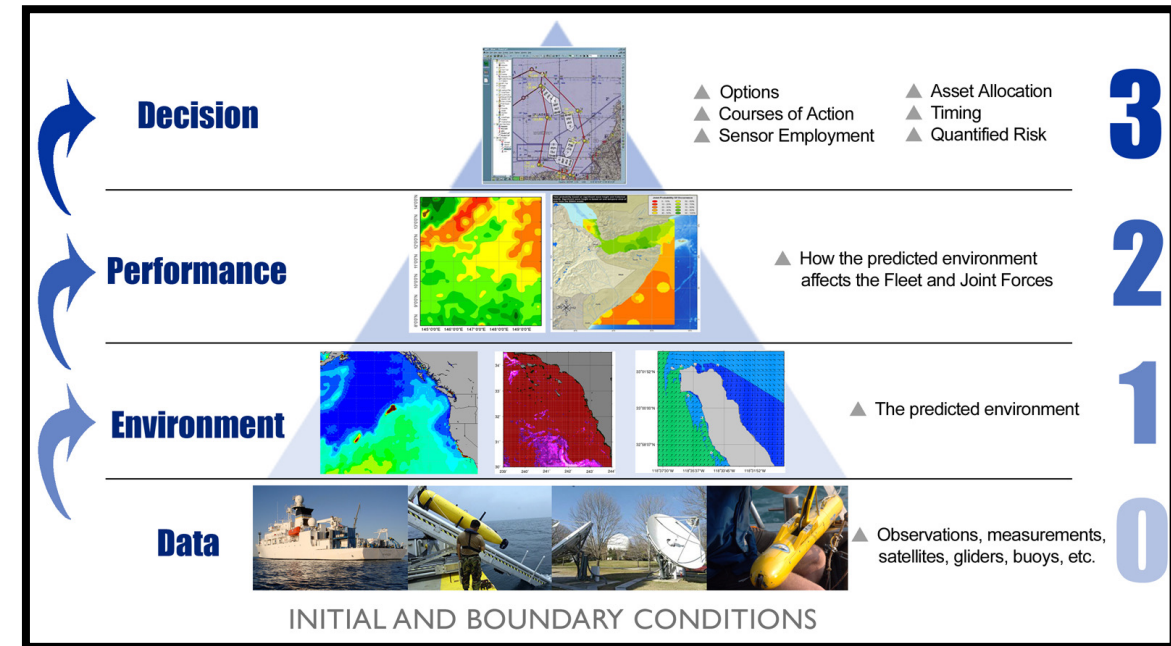 Decision
Options
Courses of Action
Sensor Employment
Asset Allocation
Timing
Quantified Risk
3
Performance
How the predicted environment
affects the Fleet and Joint Forces
2
Environment
The predicted environment
1
Data
Observations, measurements,
satellites, gliders, buoys, etc.
0
INITIAL AND BOUNDARY CONDITIONS